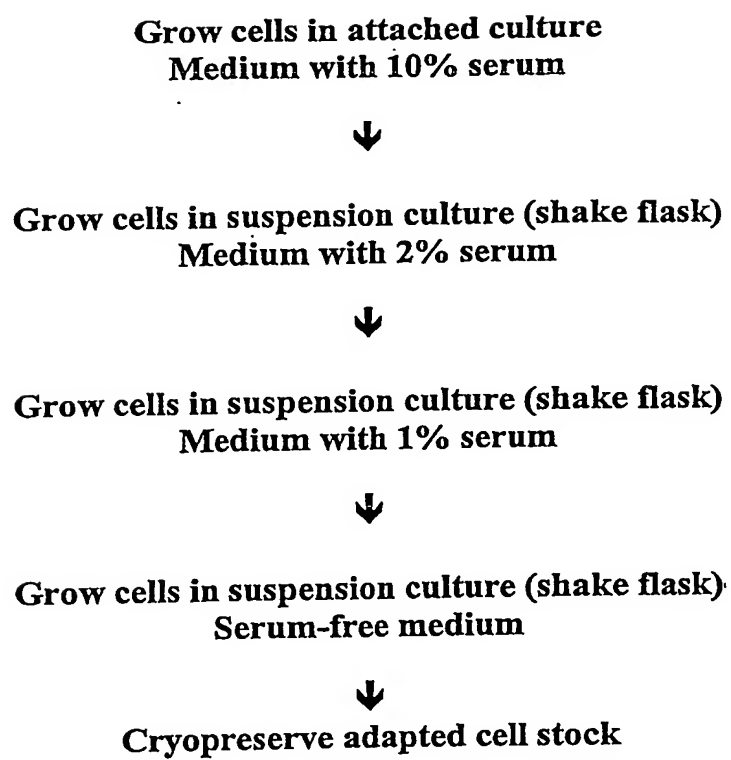 Grow cells in attached culture
Medium with 10% serum
↓
Grow cells in suspension culture (shake flask)
Medium with 2% serum
↓
Grow cells in suspension culture (shake flask)
Medium with 1% serum
↓
Grow cells in suspension culture (shake flask)
Serum-free medium
↓
Cryopreserve adapted cell stock